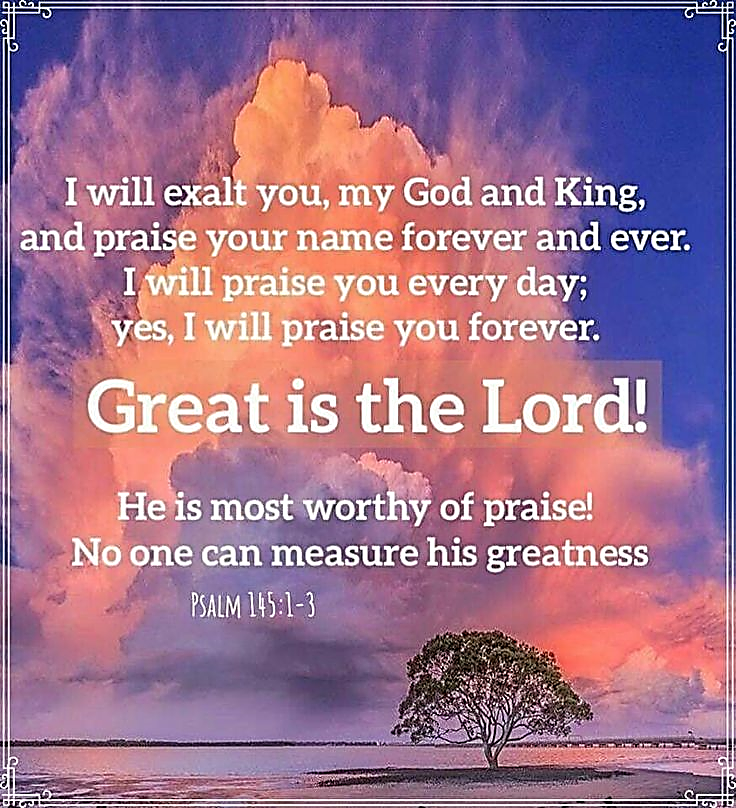 I will exalt you, my God and King,
and praise your name forever and ever.
I will praise you every day;
yes, I will praise you forever.
Great is the Lord!
He is most worthy of praise!
No one can measure his greatness
Psalm 145:1-3